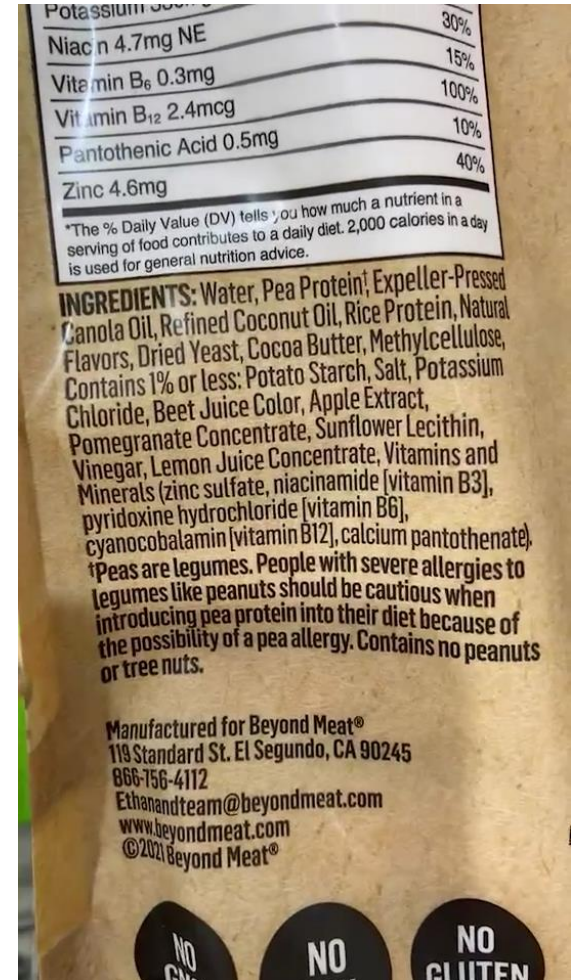 Potassium
Niacin 4.7mg NE 30%
Vitamin B₆ 0.3mg 15%
Vitamin B₁₂ 2.4mcg 100%
Pantothenic Acid 0.5mg 10%
Zinc 4.6mg 40%
*The % Daily Value (DV) tells you how much a nutrient in a
serving of food contributes to a daily diet. 2,000 calories in a day
is used for general nutrition advice.
INGREDIENTS: Water, Pea Protein†, Expeller-Pressed
Canola Oil, Refined Coconut Oil, Rice Protein, Natural
Flavors, Dried Yeast, Cocoa Butter, Methylcellulose,
Contains 1% or less: Potato Starch, Salt, Potassium
Chloride, Beet Juice Color, Apple Extract,
Pomegranate Concentrate, Sunflower Lecithin,
Vinegar, Lemon Juice Concentrate, Vitamins and
Minerals (zinc sulfate, niacinamide [vitamin B3],
pyridoxine hydrochloride [vitamin B6],
cyanocobalamin [vitamin B12], calcium pantothenate).
†Peas are legumes. People with severe allergies to
legumes like peanuts should be cautious when
introducing pea protein into their diet because of
the possibility of a pea allergy. Contains no peanuts
or tree nuts.
Manufactured for Beyond Meat®
119 Standard St. El Segundo, CA 90245
866-756-4112
Ethanandteam@beyondmeat.com
www.beyondmeat.com
©2021 Beyond Meat®
NO NO NO
GLUTEN